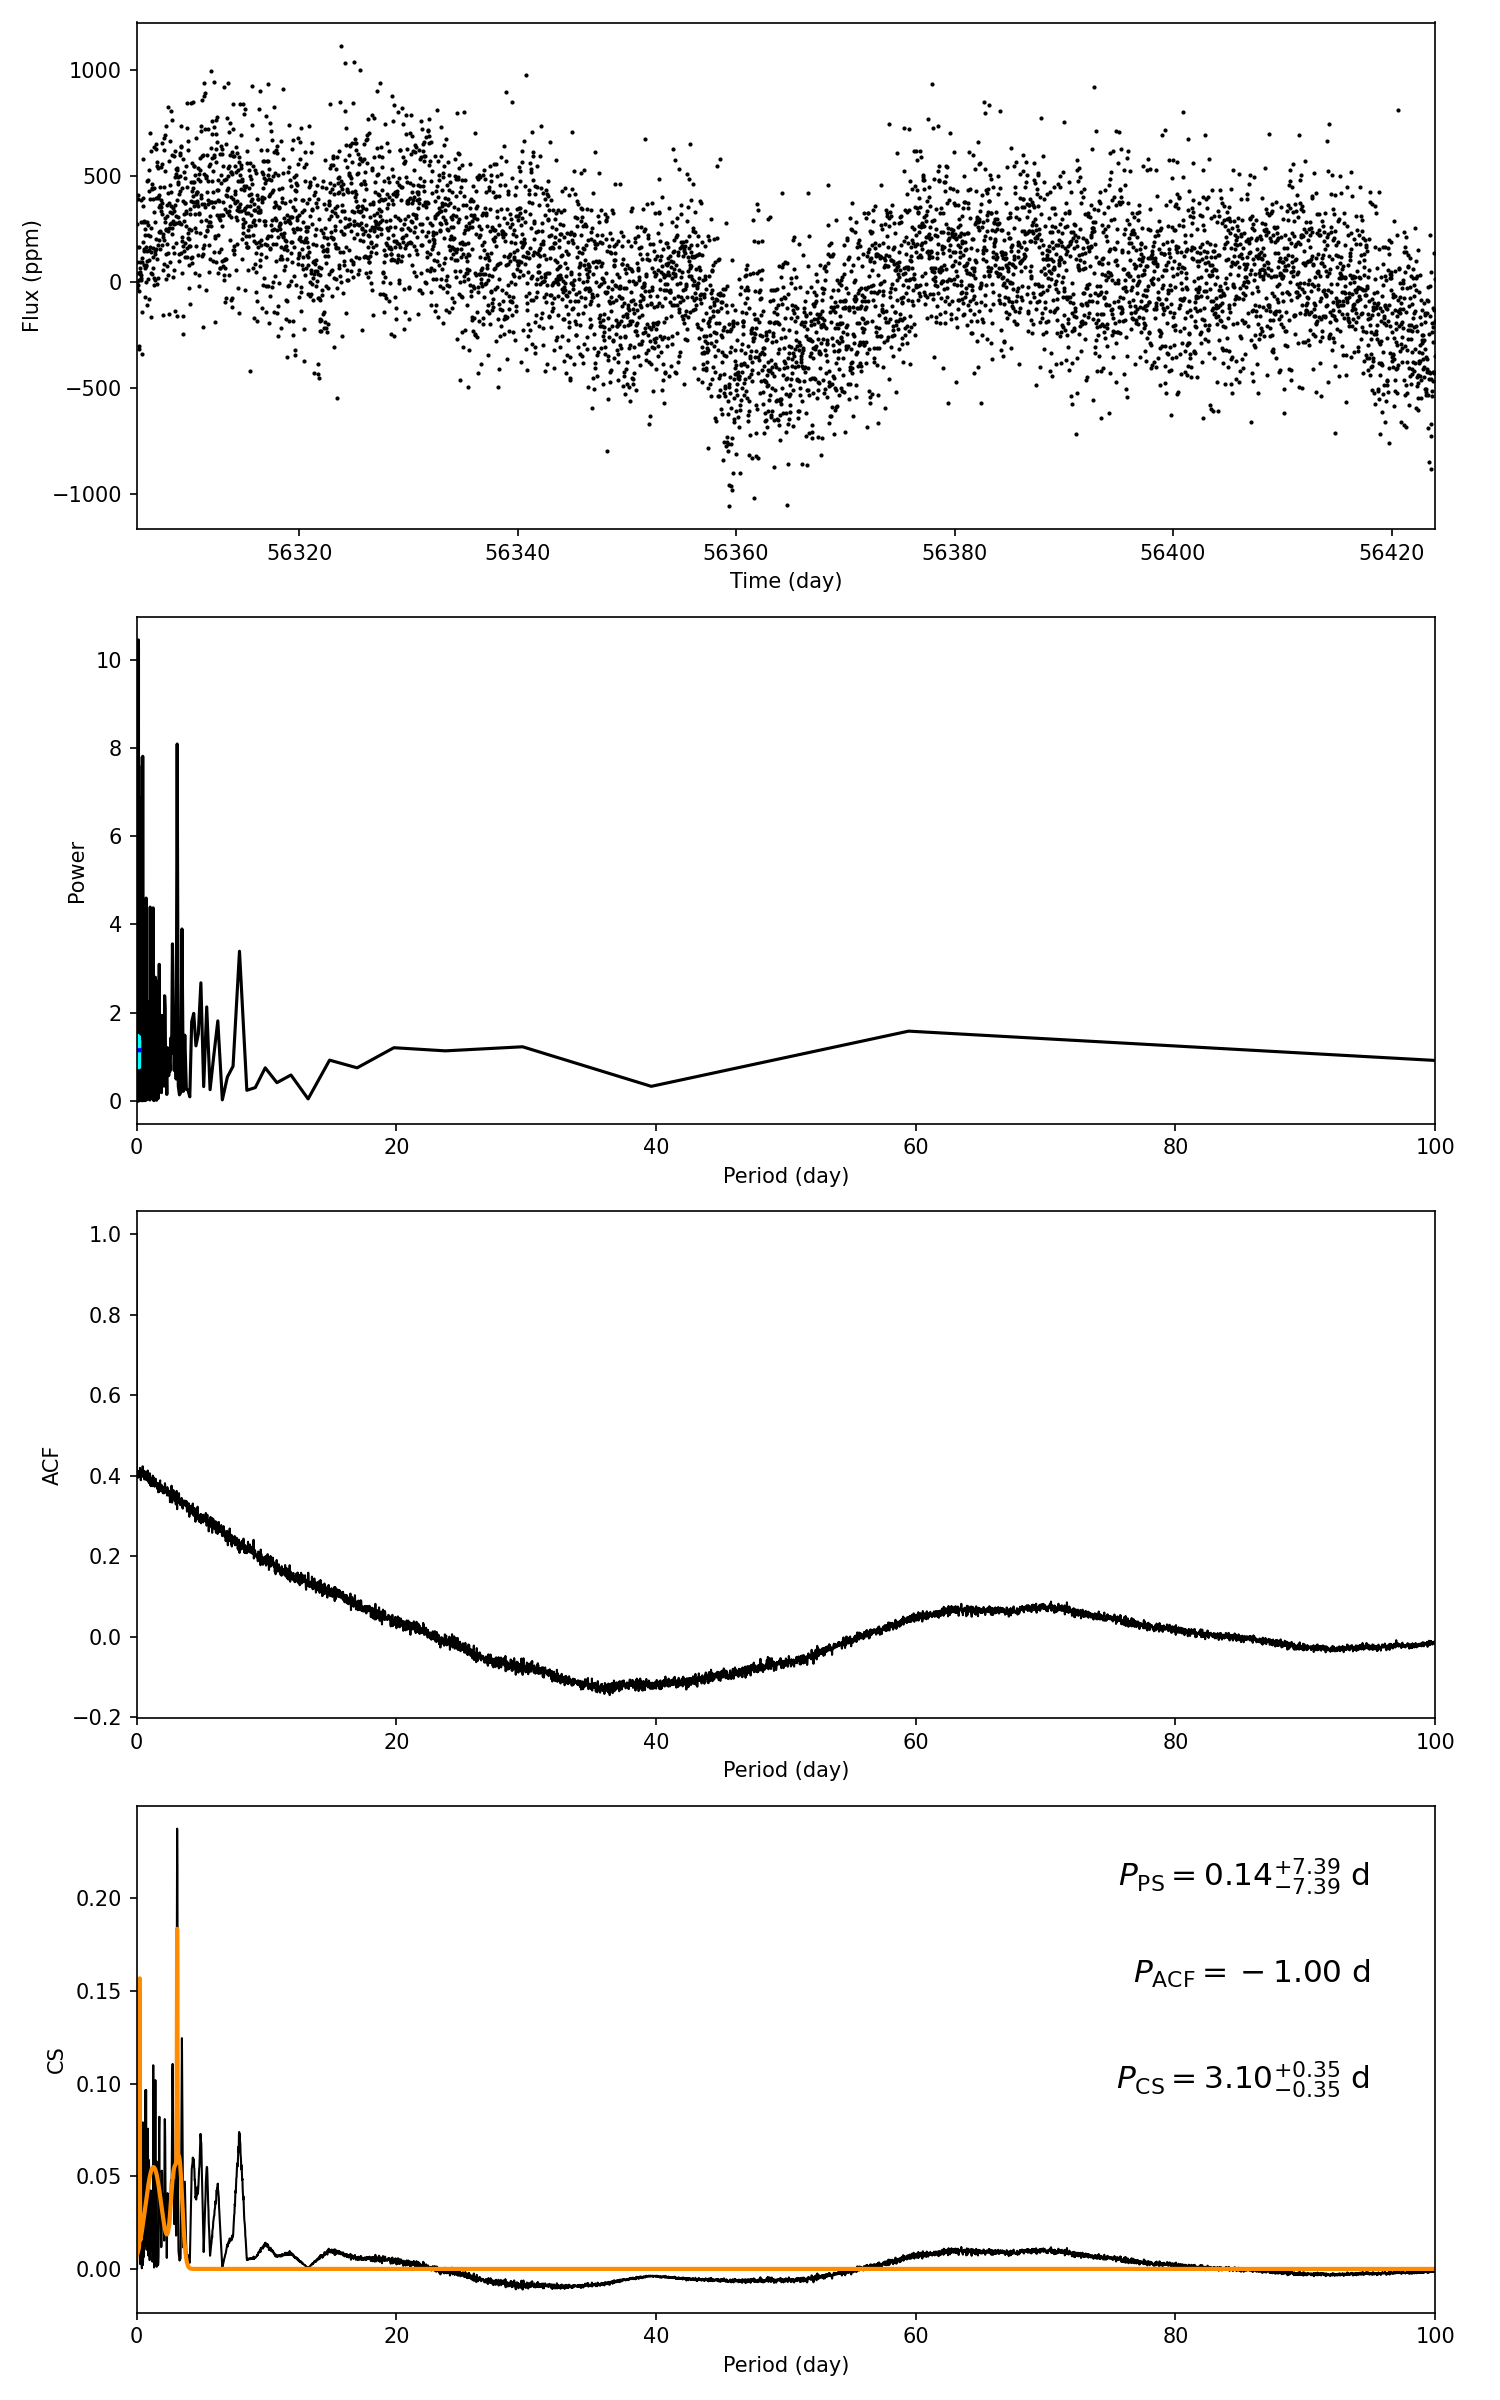 1000
500
0
−500
−1000
Flux (ppm)
56320 56340 56360 56380 56400 56420
Time (day)
10
8
6
4
2
0
Power
0 20 40 60 80 100
Period (day)
1.0
0.8
0.6
0.4
0.2
0.0
−0.2
ACF
0 20 40 60 80 100
Period (day)
0.20
0.15
0.10
0.05
0.00
CS
P_PS = 0.14^{+7.39}_{−7.39} d
P_ACF = −1.00 d
P_CS = 3.10^{+0.35}_{−0.35} d
0 20 40 60 80 100
Period (day)